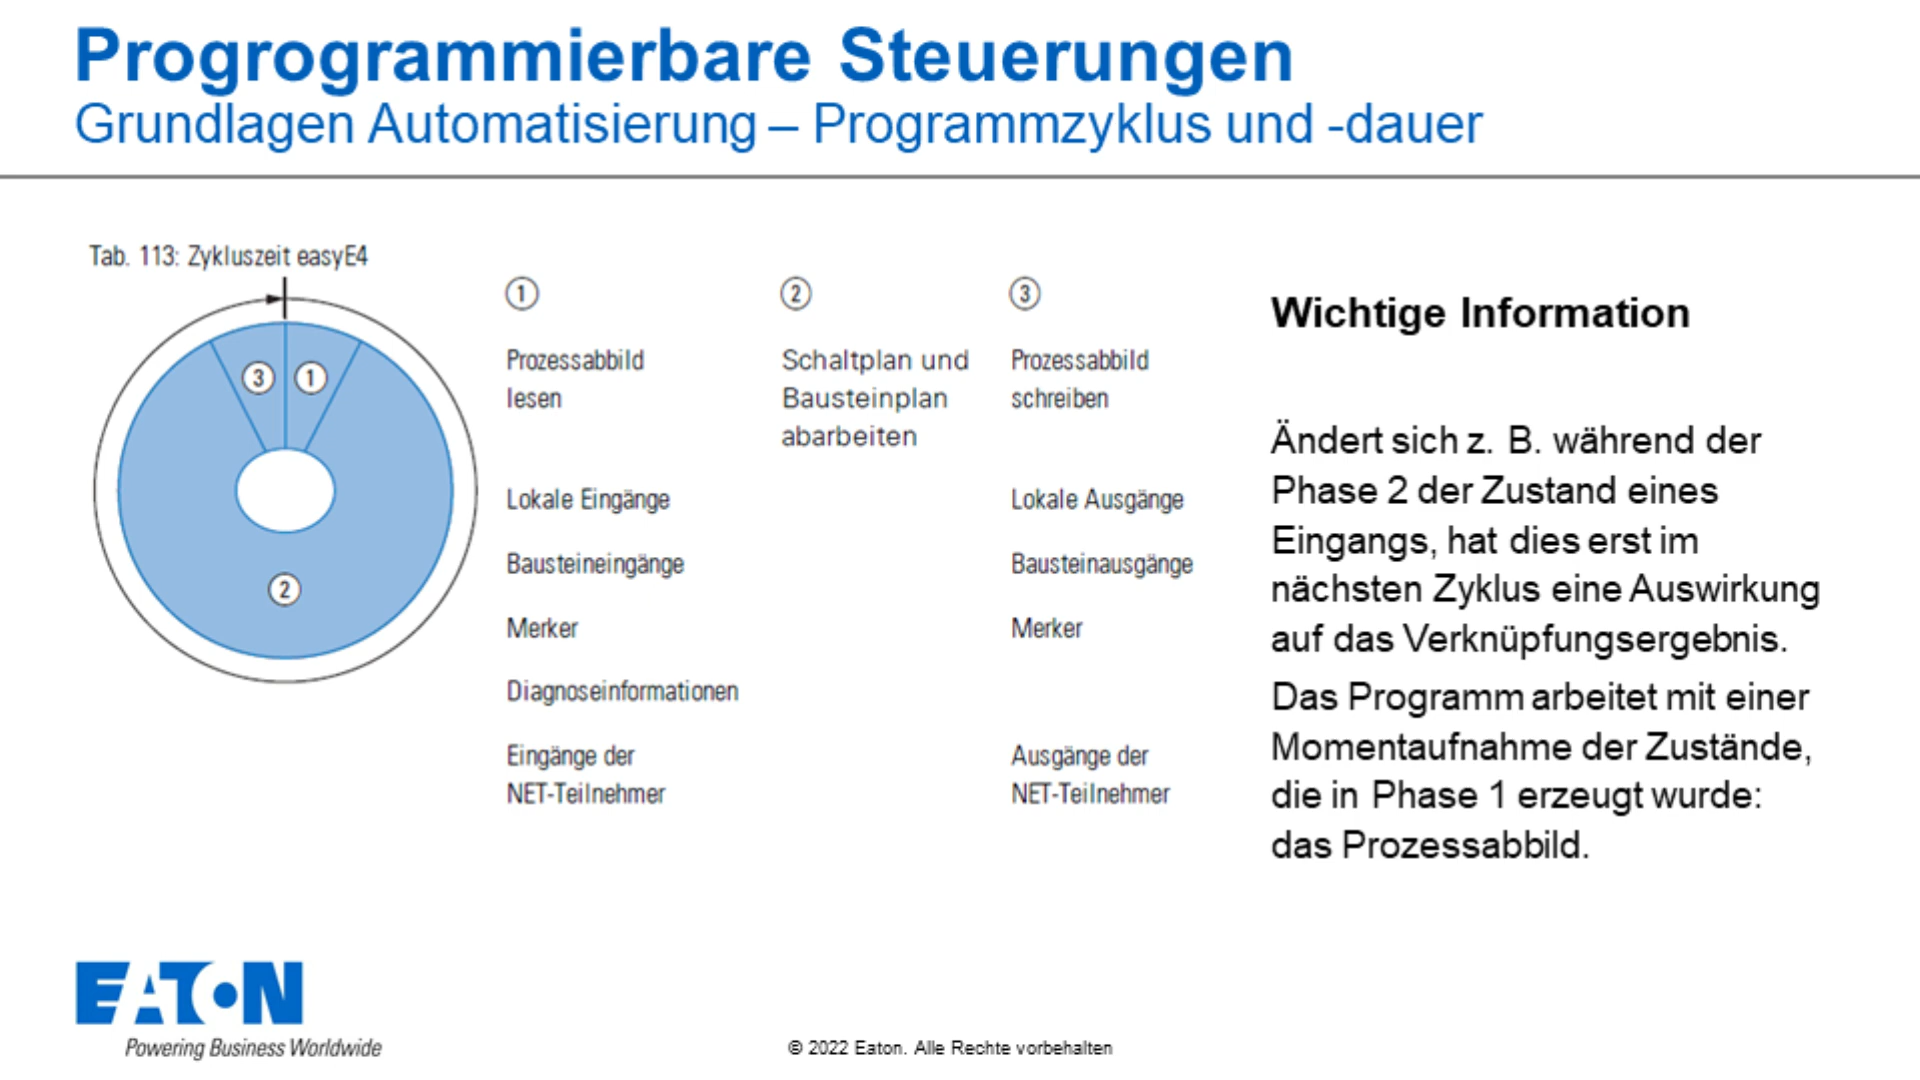 Progrogrammierbare Steuerungen
Grundlagen Automatisierung – Programmzyklus und -dauer
Tab. 113: Zykluszeit easyE4
3
1
2
1
Prozessabbild
lesen
Lokale Eingänge
Bausteineingänge
Merker
Diagnoseinformationen
Eingänge der
NET-Teilnehmer
2
Schaltplan und
Bausteinplan
abarbeiten
3
Prozessabbild
schreiben
Lokale Ausgänge
Bausteinausgänge
Merker
Ausgänge der
NET-Teilnehmer
Wichtige Information
Ändert sich z. B. während der
Phase 2 der Zustand eines
Eingangs, hat dies erst im
nächsten Zyklus eine Auswirkung
auf das Verknüpfungsergebnis.
Das Programm arbeitet mit einer
Momentaufnahme der Zustände,
die in Phase 1 erzeugt wurde:
das Prozessabbild.
EATON
Powering Business Worldwide
© 2022 Eaton. Alle Rechte vorbehalten